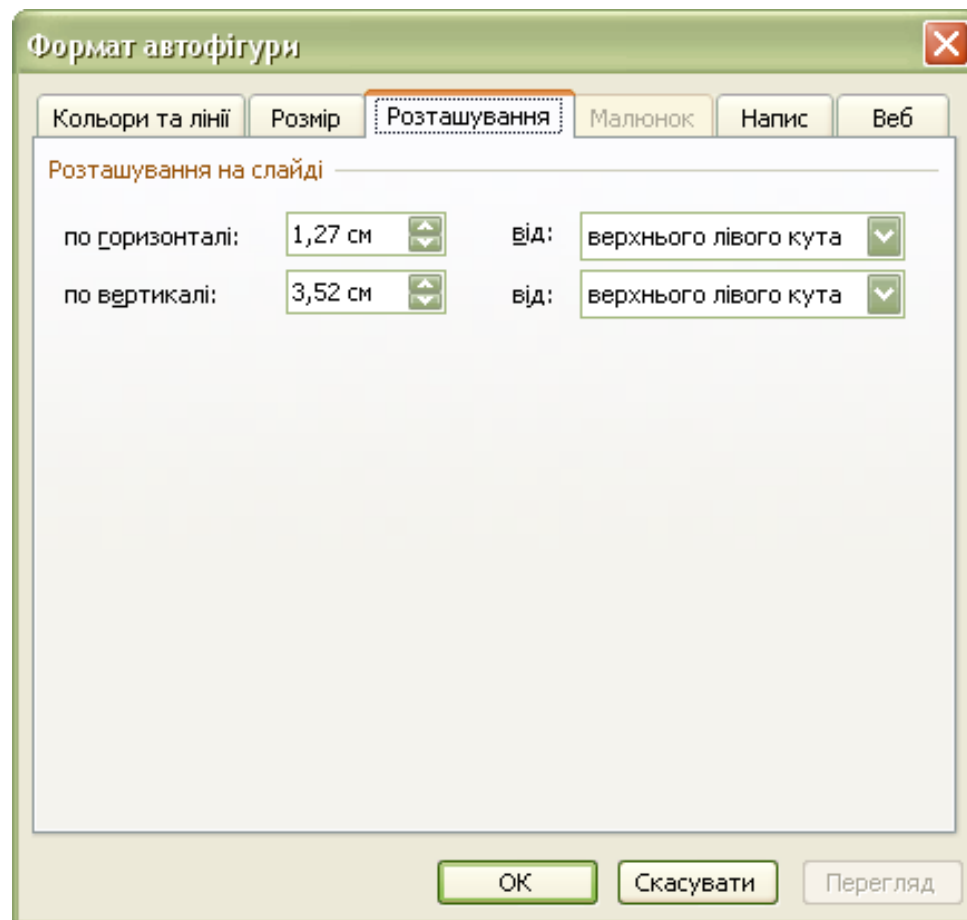 Формат автофігури
Кольори та лінії Розмір Розташування Малюнок Напис Веб
Розташування на слайді
по горизонталі: 1,27 см від: верхнього лівого кута
по вертикалі: 3,52 см від: верхнього лівого кута
ОК Скасувати Перегляд